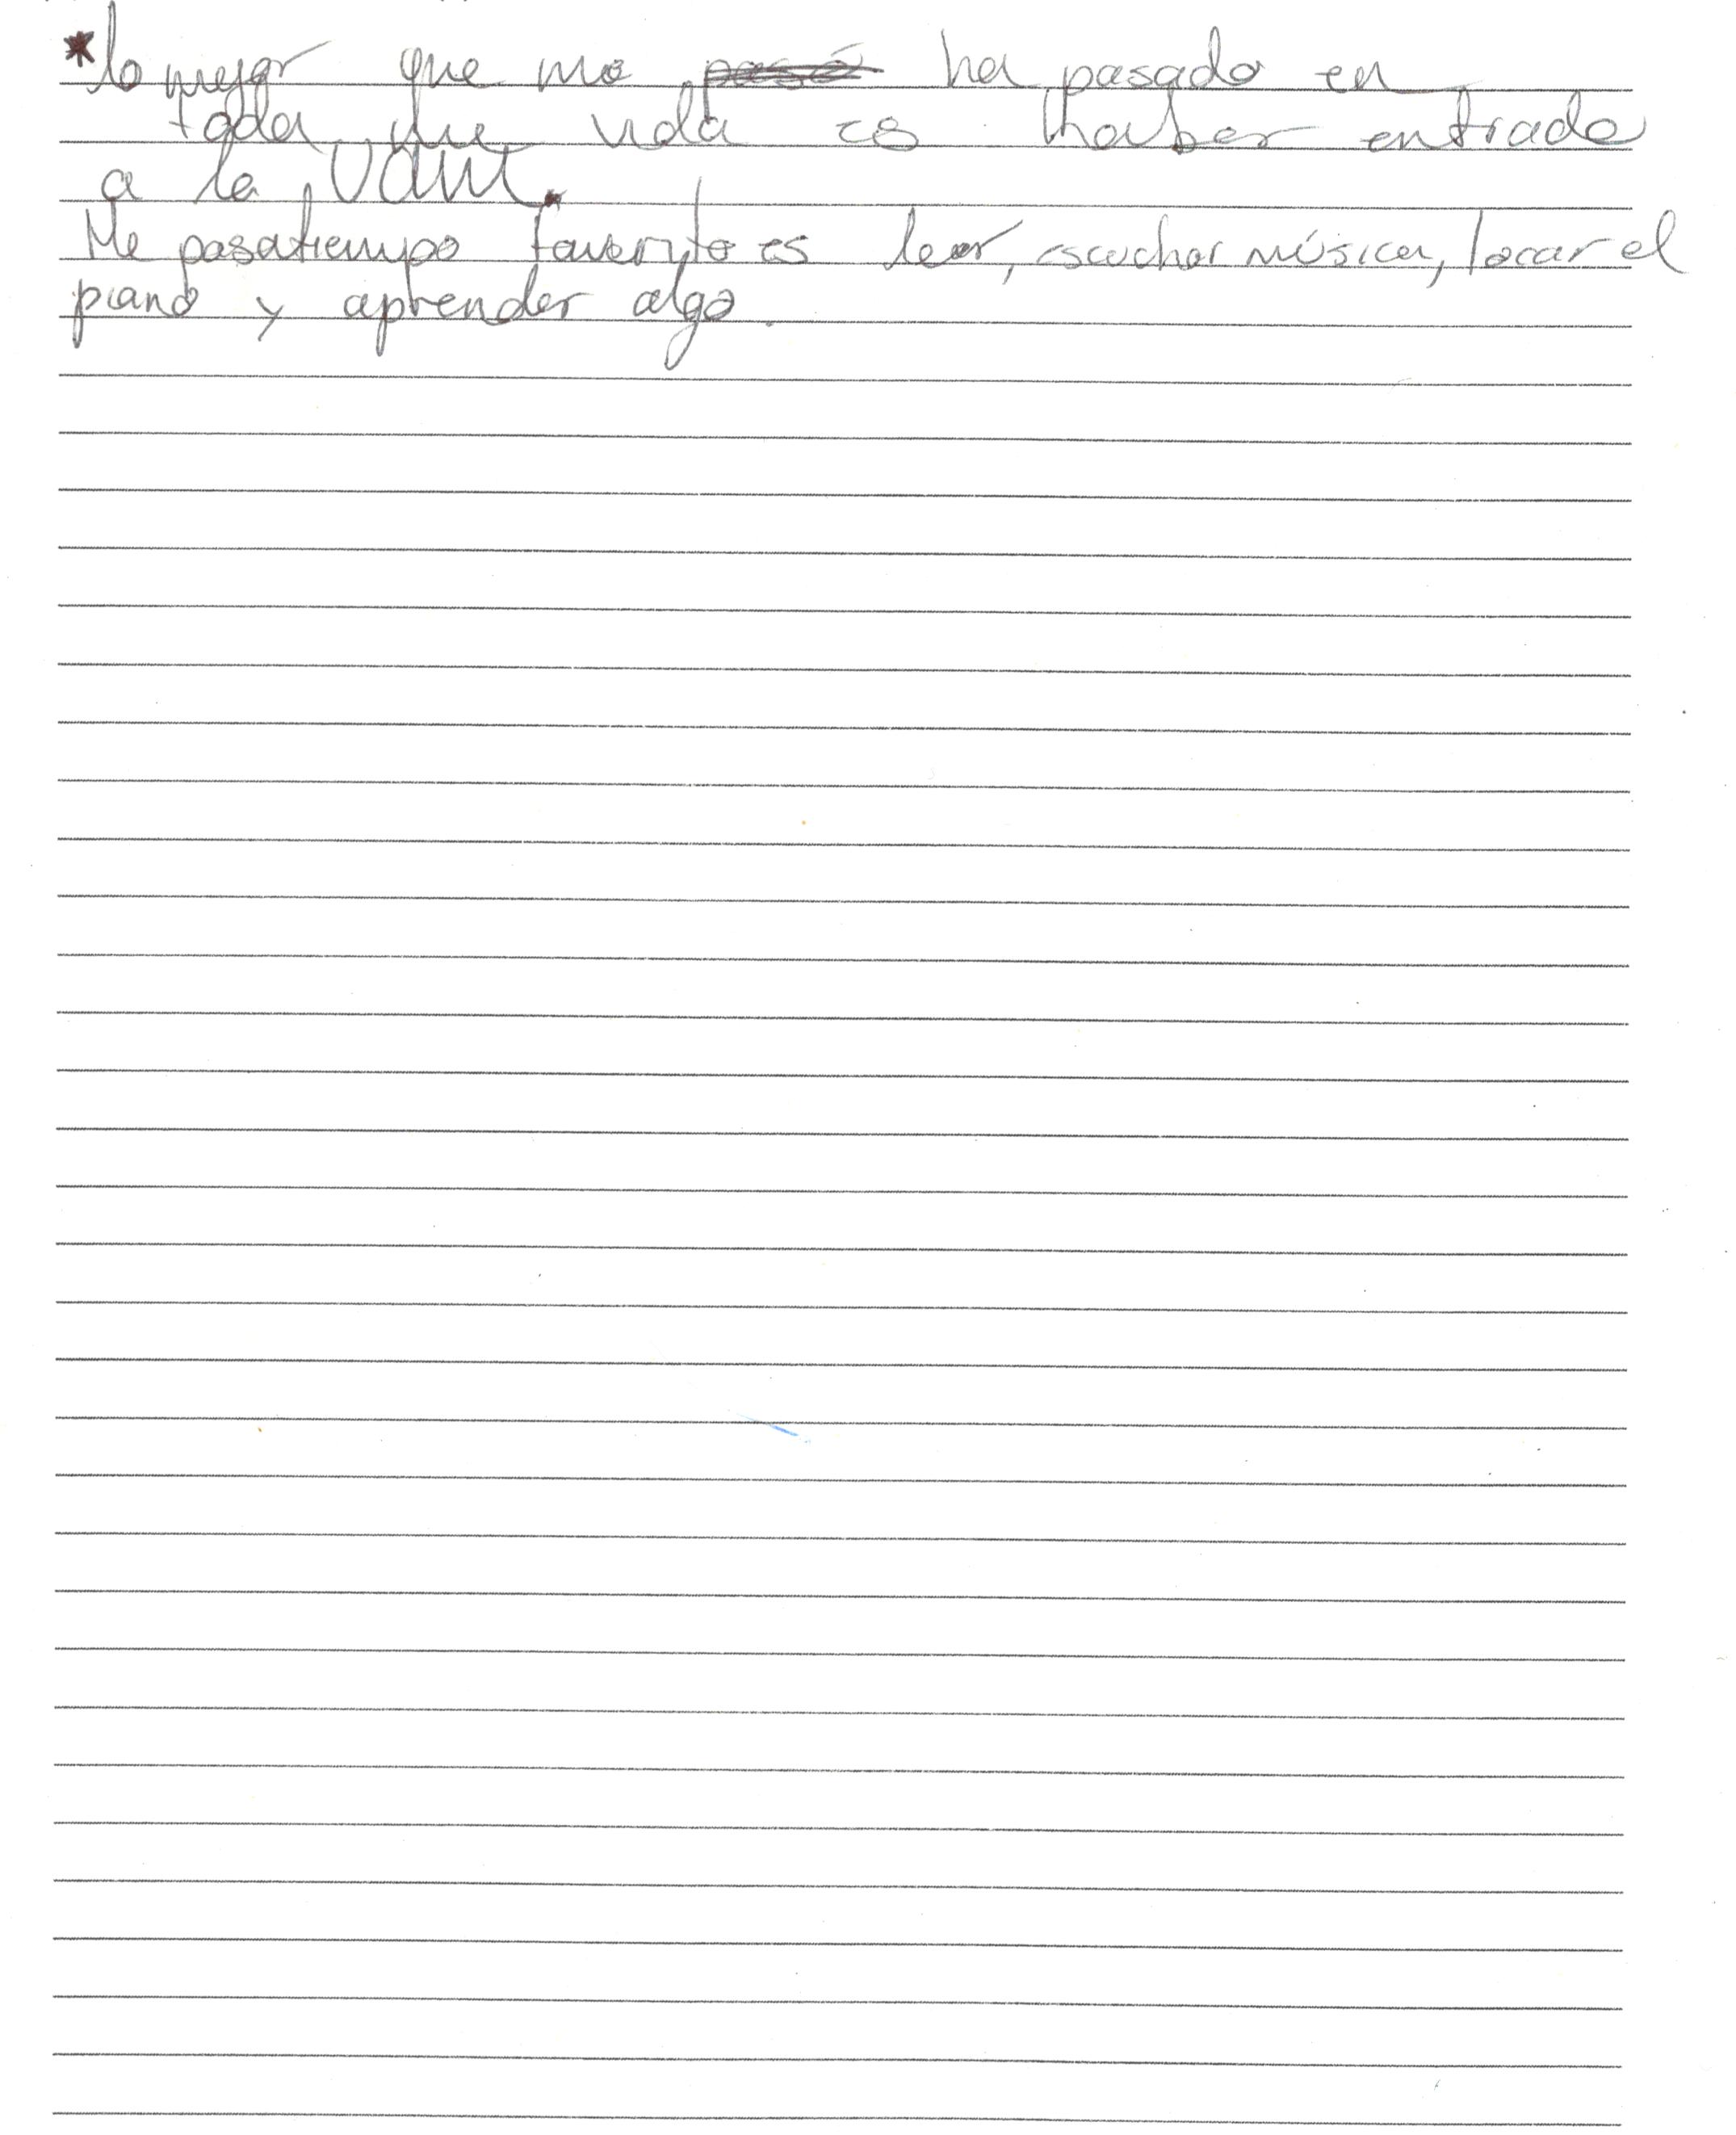 *lo mejor que me pasó ha pasado en
toda mi vida es haber entrado
a la UAM.
Mi pasatiempo favorito es leer, escuchar música, tocar el
piano y aprender algo.